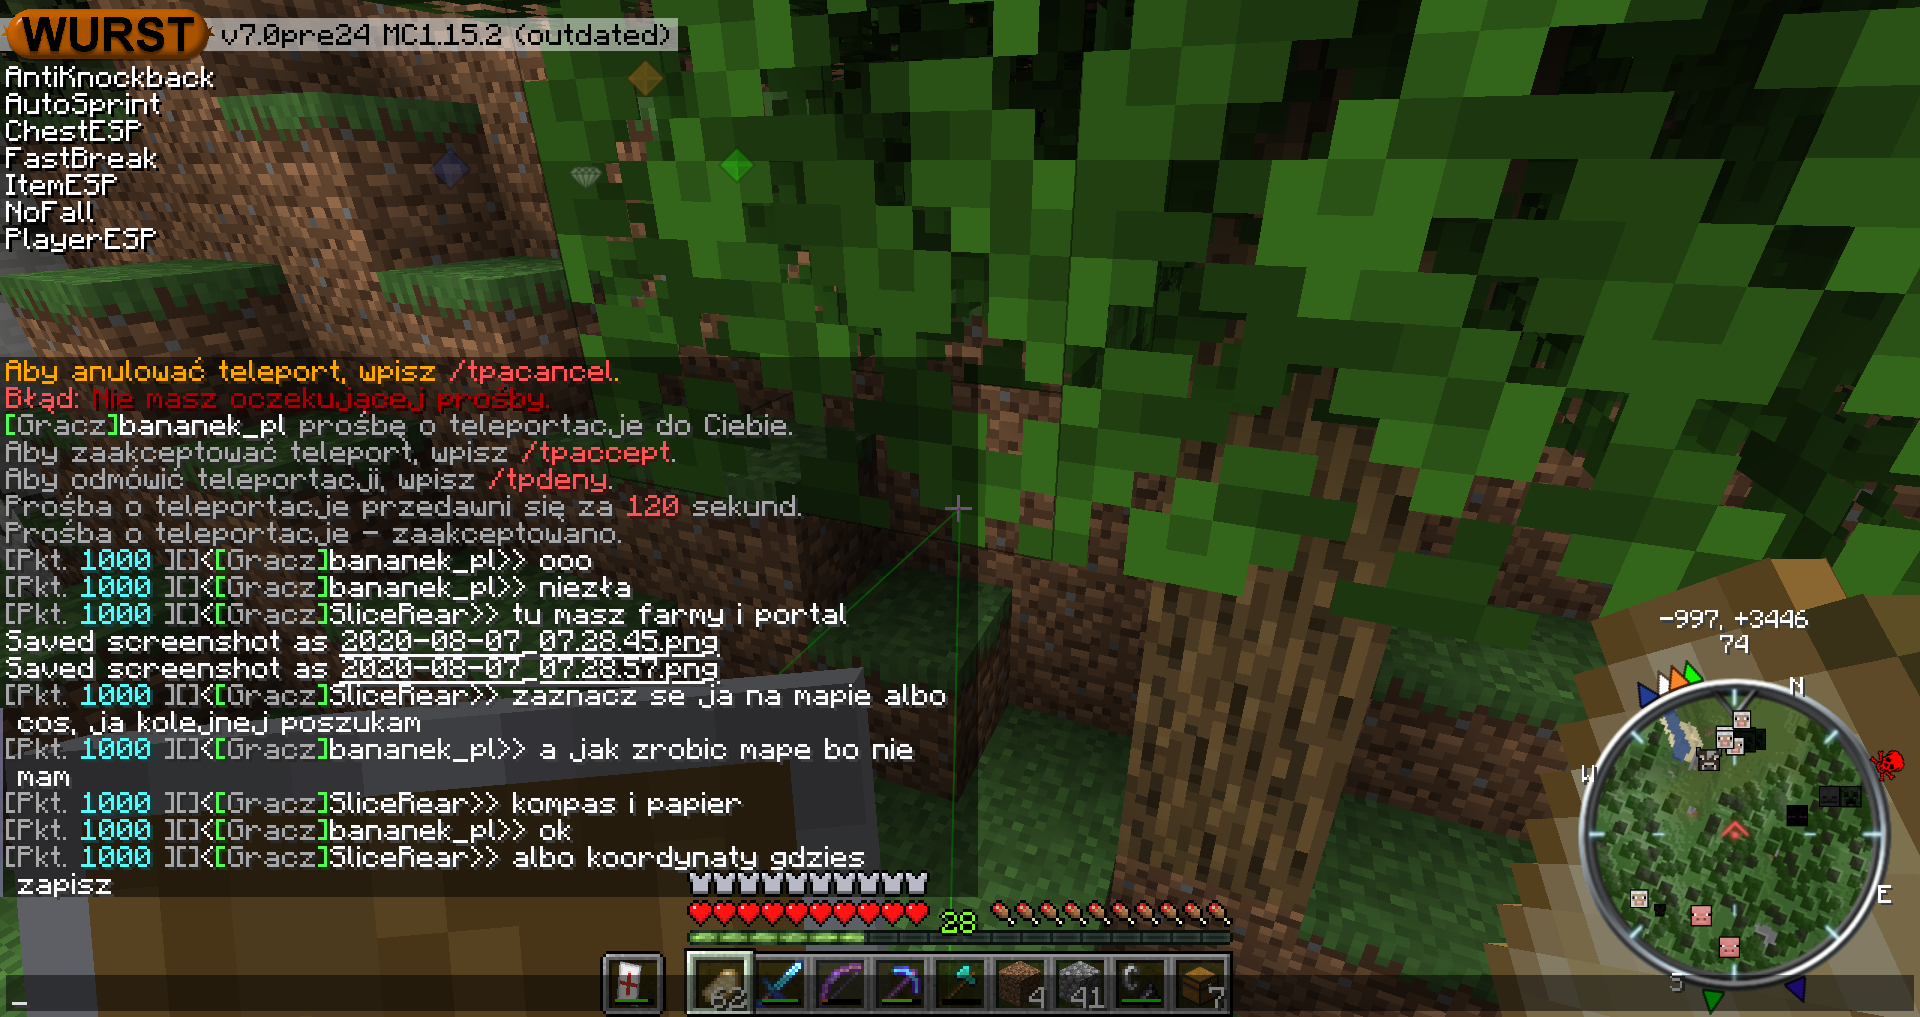 WURST v7.0pre24 MC1.15.2 (outdated)
AntiKnockback
AutoSprint
ChestESP
FastBreak
ItemESP
NoFall
PlayerESP
Aby anulować teleport, wpisz /tpacancel.
Błąd: Nie masz oczekującej prośby.
[Gracz]bananek_pl prośbę o teleportacje do Ciebie.
Aby zaakceptować teleport, wpisz /tpaccept.
Aby odmówić teleportacji, wpisz /tpdeny.
Prośba o teleportacje przedawni się za 120 sekund.
Prośba o teleportacje - zaakceptowano.
[Pkt. 1000 ][]<[Gracz]bananek_pl>> ooo
[Pkt. 1000 ][]<[Gracz]bananek_pl>> niezła
[Pkt. 1000 ][]<[Gracz]SliceRear>> tu masz farmy i portal
Saved screenshot as 2020-08-07_07.28.45.png
Saved screenshot as 2020-08-07_07.28.57.png
[Pkt. 1000 ][]<[Gracz]SliceRear>> zaznacz se ja na mapie albo
cos, ja kolejnej poszukam
[Pkt. 1000 ][]<[Gracz]bananek_pl>> a jak zrobic mape bo nie
mam
[Pkt. 1000 ][]<[Gracz]SliceRear>> kompas i papier
[Pkt. 1000 ][]<[Gracz]bananek_pl>> ok
[Pkt. 1000 ][]<[Gracz]SliceRear>> albo koordynaty gdzies
zapisz
_
-997, +3446
74
N
W
E
S
28
62
4
41
7